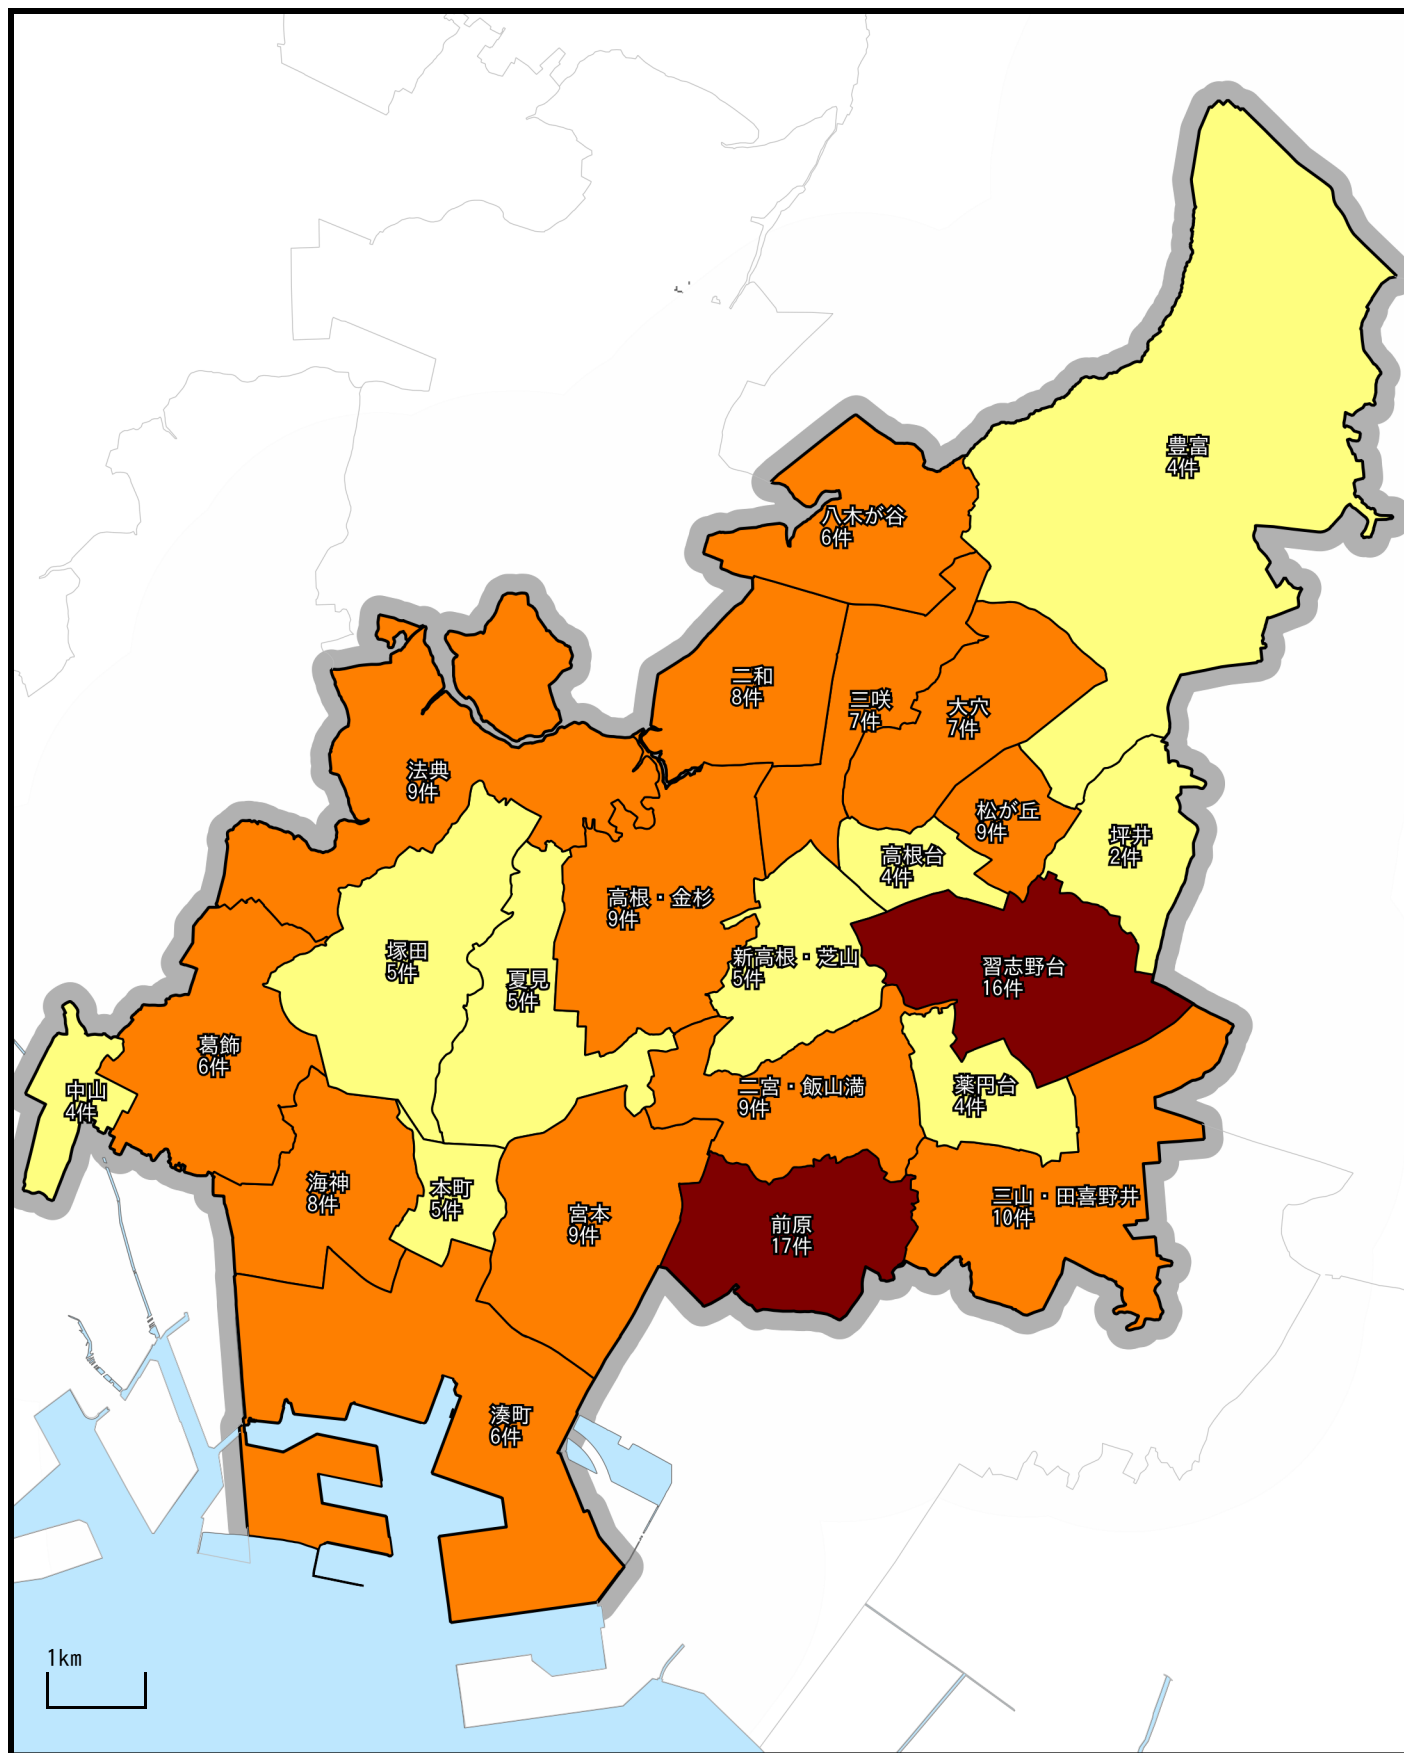 豊富
4件
八木が谷
6件
二和
8件
三咲
7件
大穴
7件
法典
9件
松が丘
9件
坪井
2件
高根台
4件
高根・金杉
9件
塚田
5件
夏見
5件
新高根・芝山
5件
習志野台
16件
葛飾
6件
中山
4件
二宮・飯山満
9件
薬円台
4件
海神
8件
本町
5件
宮本
9件
前原
17件
三山・田喜野井
10件
湊町
6件
1km